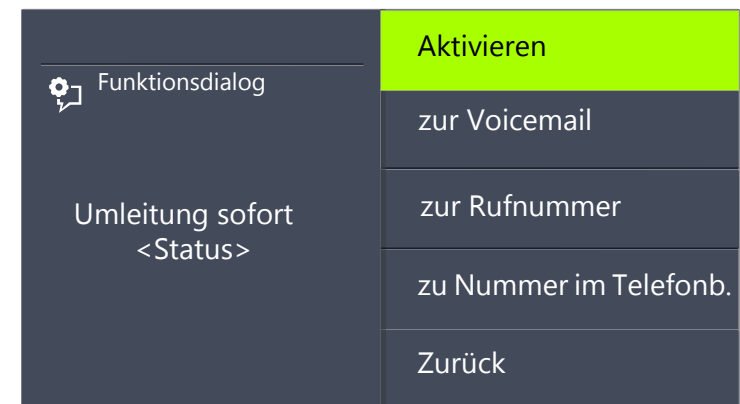 Funktionsdialog
Umleitung sofort
<Status>
Aktivieren
zur Voicemail
zur Rufnummer
zu Nummer im Telefonb.
Zurück